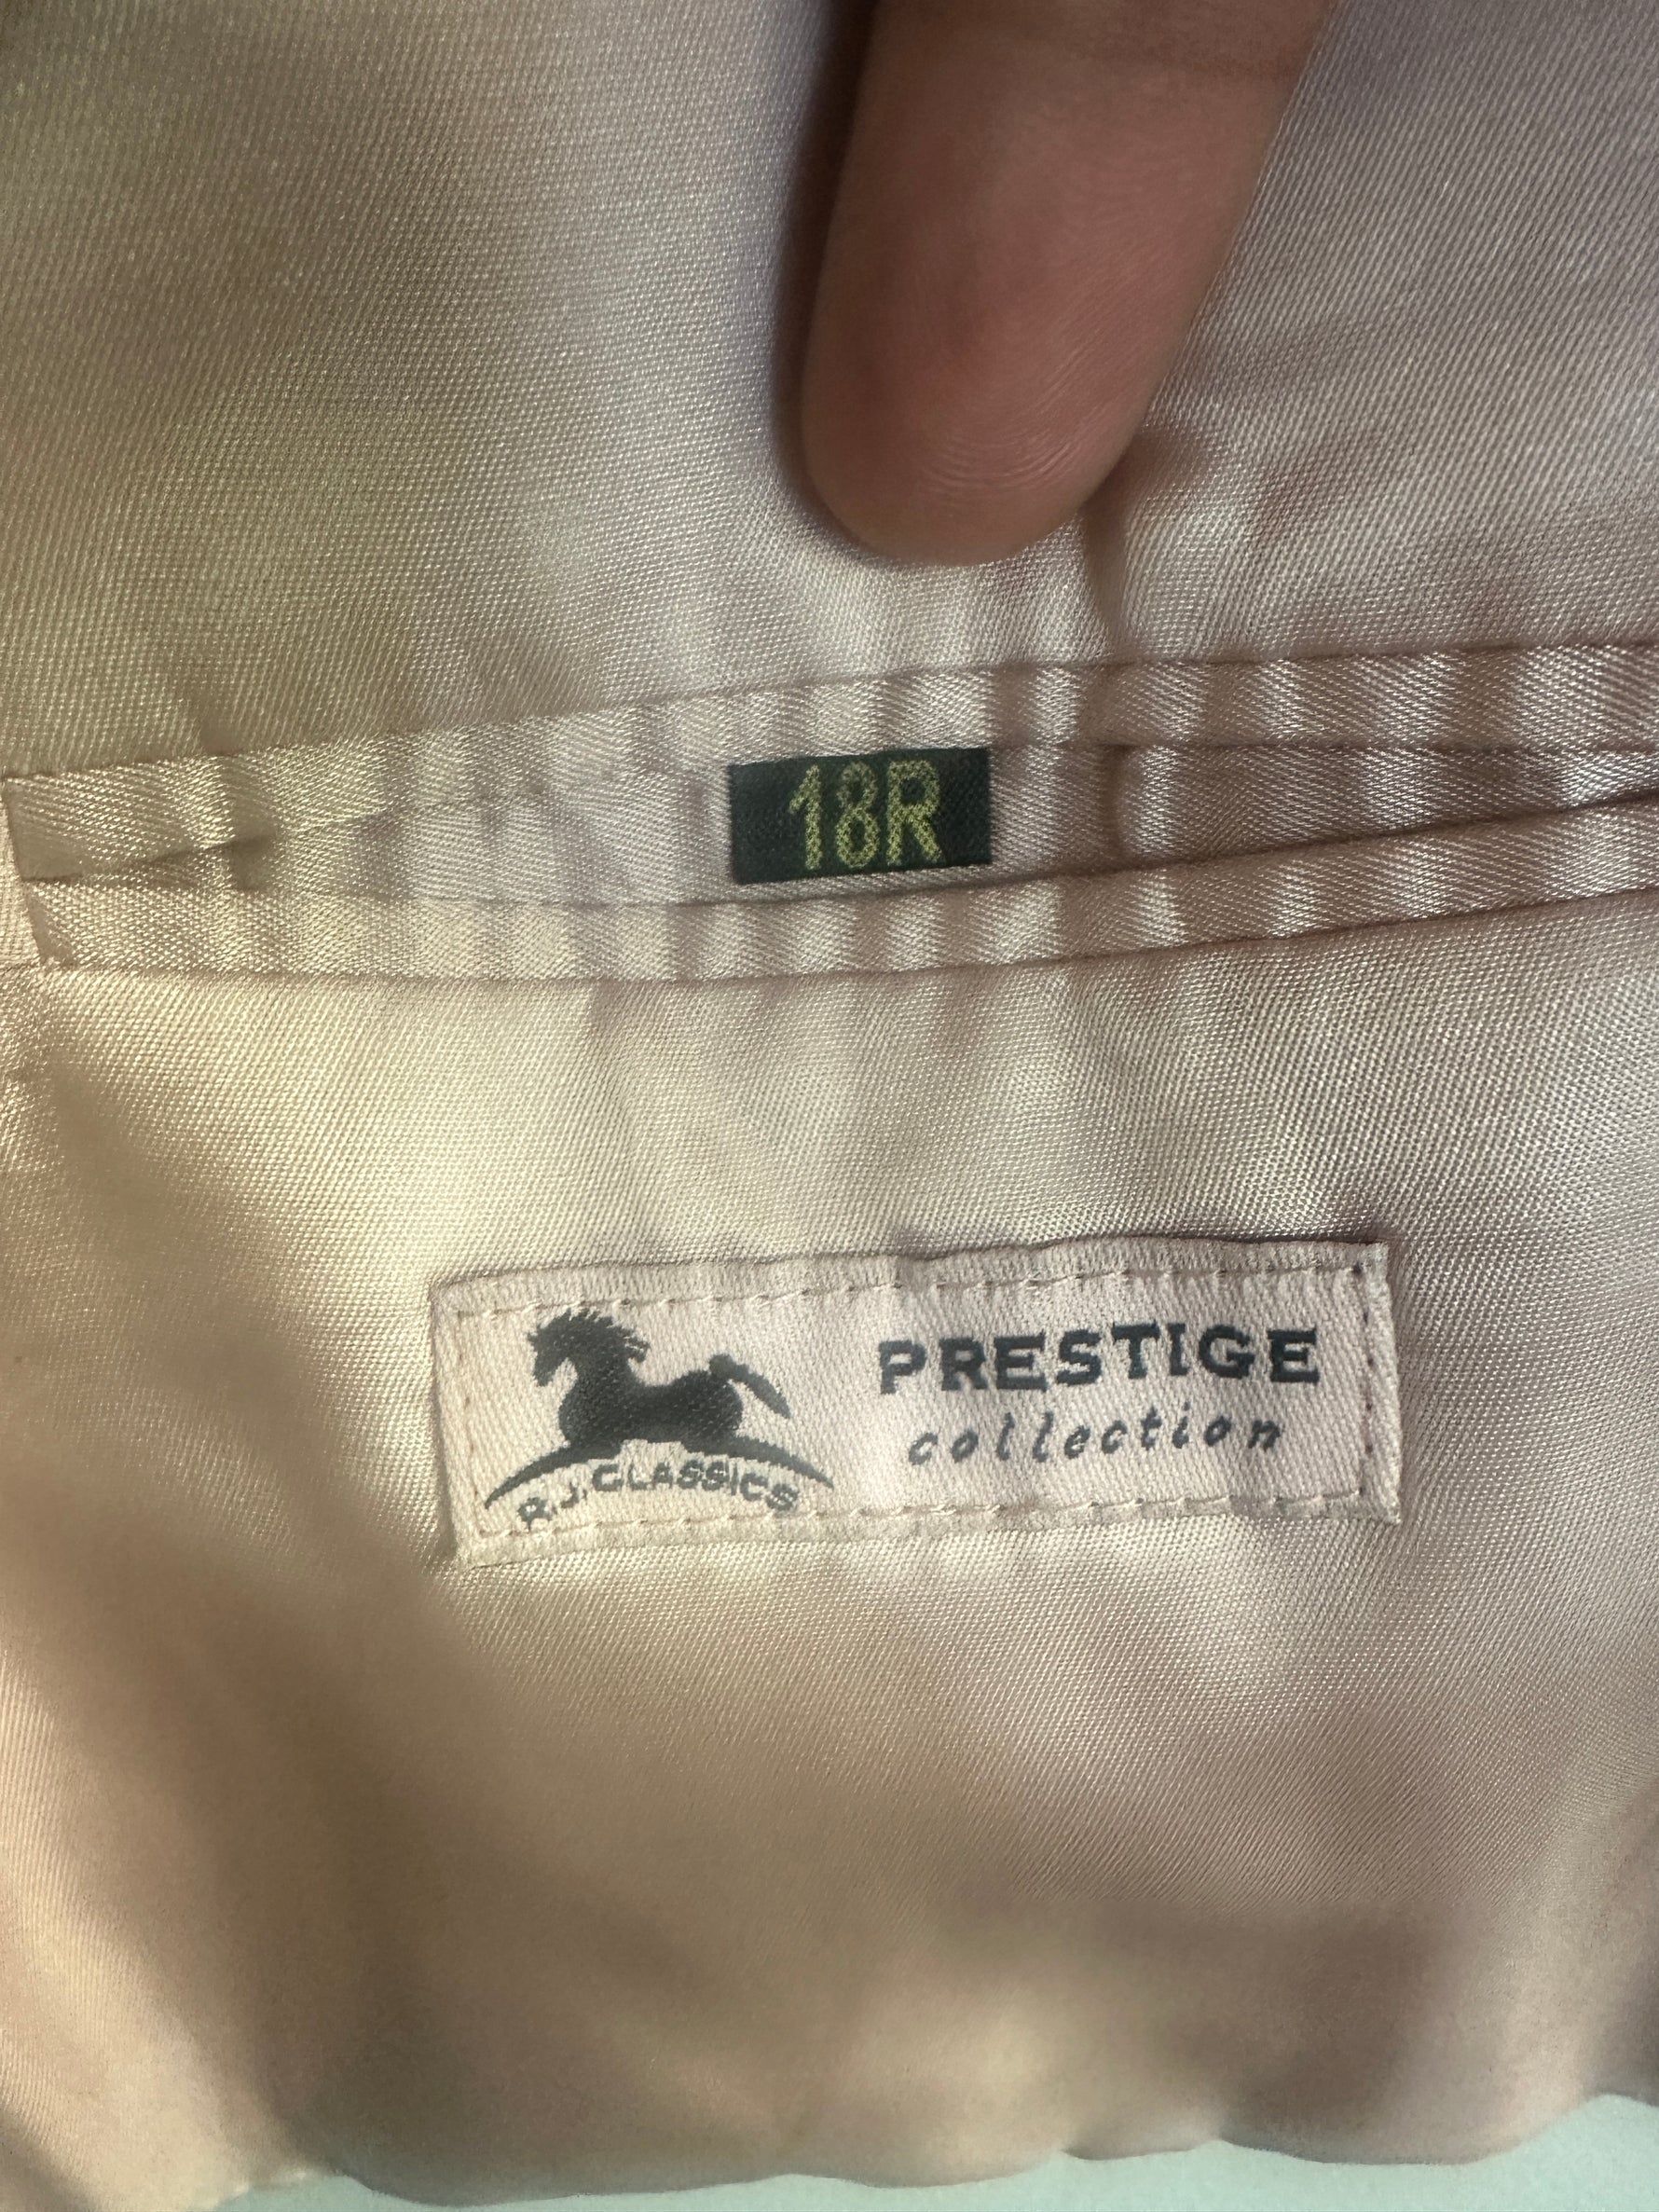 18R
PRESTIGE
collection
R.J.CLASSICS